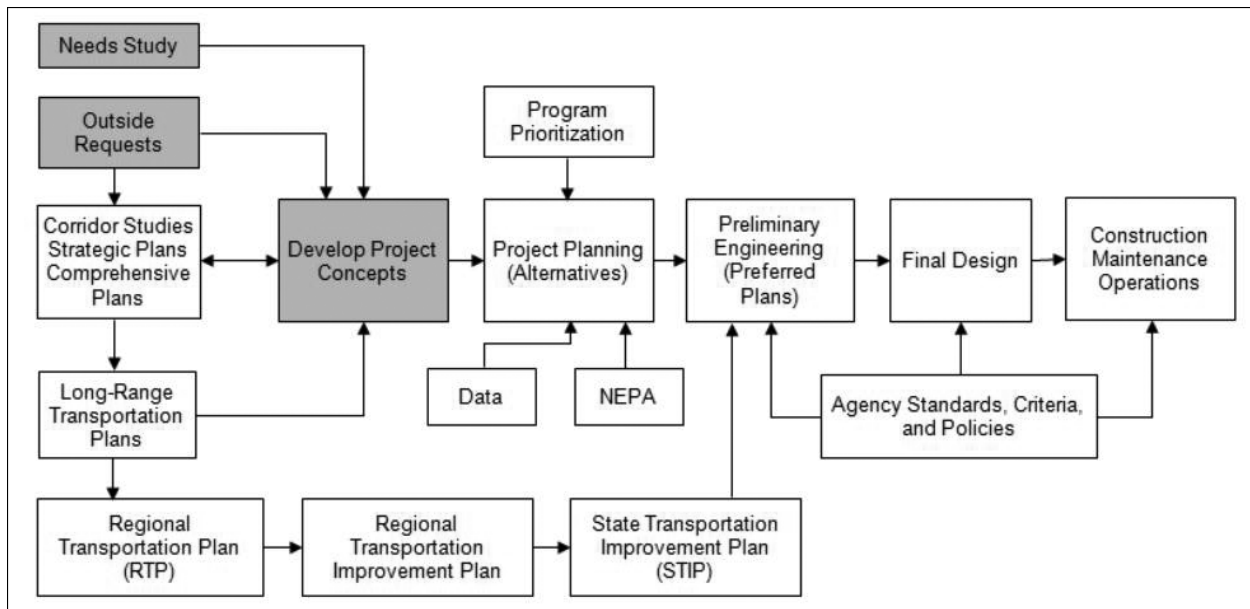 Needs Study
Outside
Requests
Program
Prioritization
Corridor Studies
Strategic Plans
Comprehensive
Plans
Develop Project
Concepts
Project Planning
(Alternatives)
Preliminary
Engineering
(Preferred
Plans)
Final Design
Construction
Maintenance
Operations
Long-Range
Transportation
Plans
Data
NEPA
Agency Standards, Criteria,
and Policies
Regional
Transportation Plan
(RTP)
Regional
Transportation
Improvement Plan
State Transportation
Improvement Plan
(STIP)